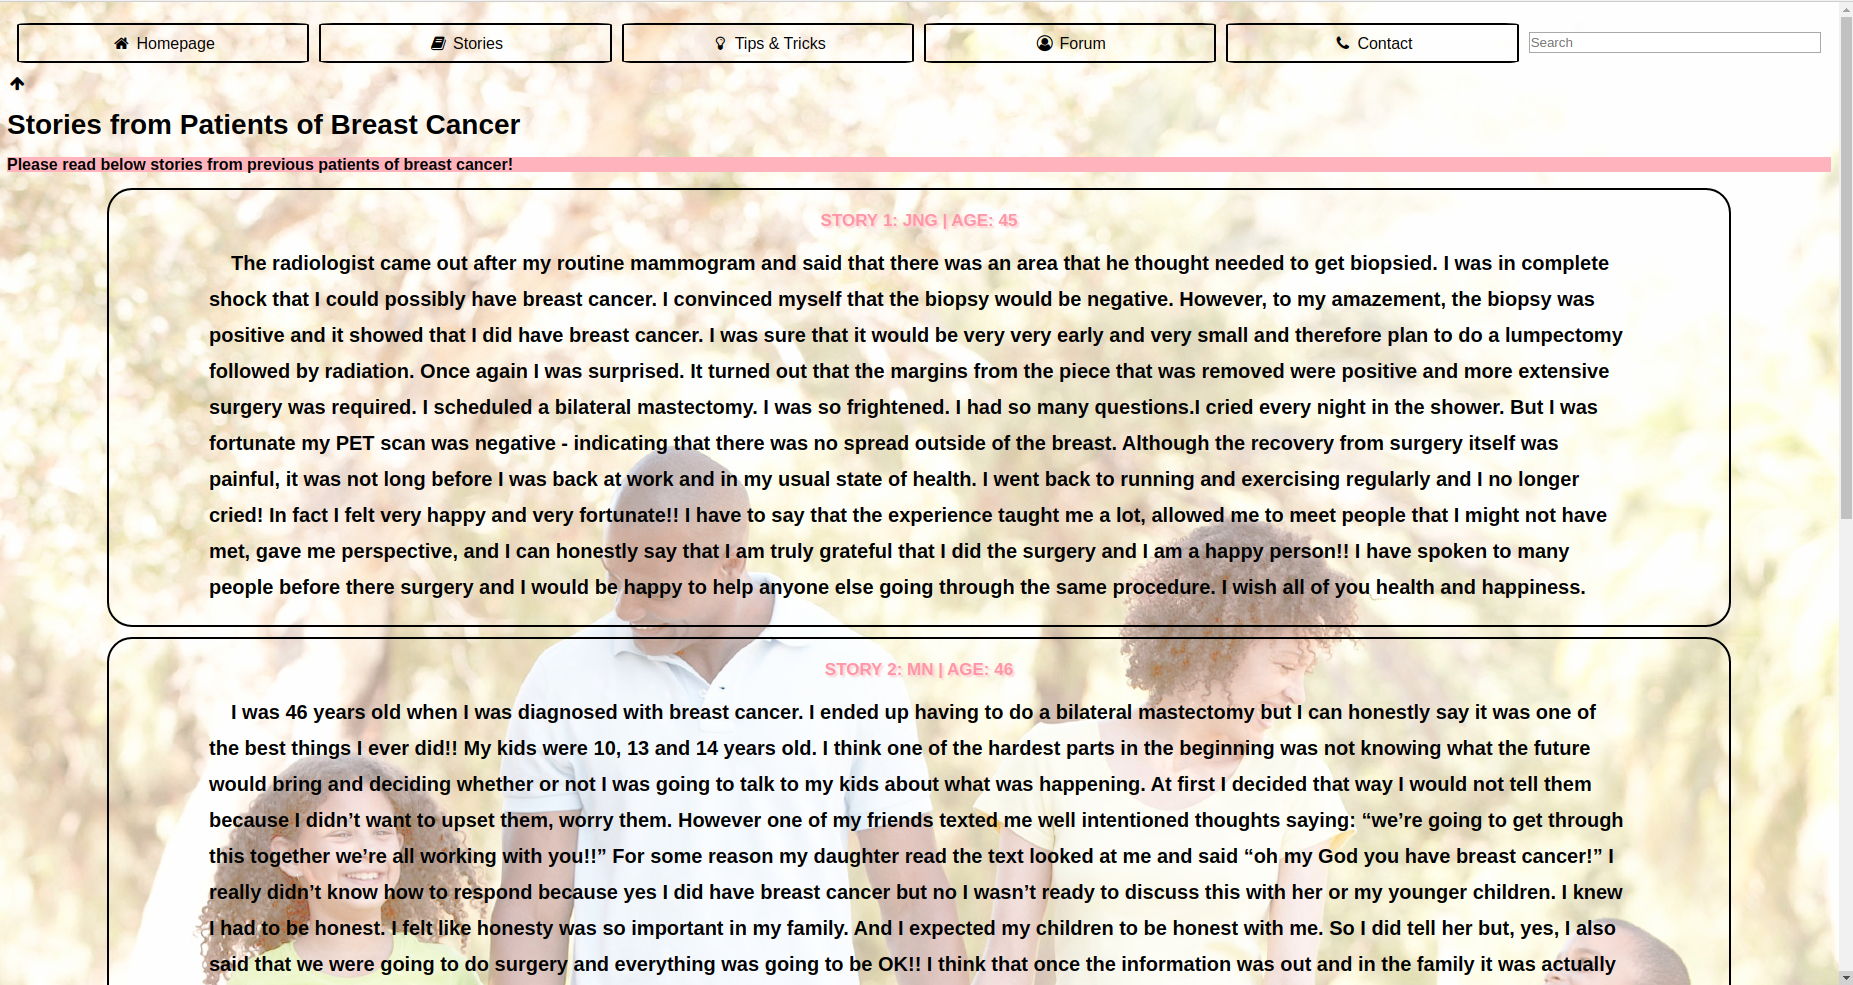 Homepage
Stories
Tips & Tricks
Forum
Contact
Search
Stories from Patients of Breast Cancer
Please read below stories from previous patients of breast cancer!
STORY 1: JNG | AGE: 45
The radiologist came out after my routine mammogram and said that there was an area that he thought needed to get biopsied. I was in complete
shock that I could possibly have breast cancer. I convinced myself that the biopsy would be negative. However, to my amazement, the biopsy was
positive and it showed that I did have breast cancer. I was sure that it would be very very early and very small and therefore plan to do a lumpectomy
followed by radiation. Once again I was surprised. It turned out that the margins from the piece that was removed were positive and more extensive
surgery was required. I scheduled a bilateral mastectomy. I was so frightened. I had so many questions.I cried every night in the shower. But I was
fortunate my PET scan was negative - indicating that there was no spread outside of the breast. Although the recovery from surgery itself was
painful, it was not long before I was back at work and in my usual state of health. I went back to running and exercising regularly and I no longer
cried! In fact I felt very happy and very fortunate!! I have to say that the experience taught me a lot, allowed me to meet people that I might not have
met, gave me perspective, and I can honestly say that I am truly grateful that I did the surgery and I am a happy person!! I have spoken to many
people before there surgery and I would be happy to help anyone else going through the same procedure. I wish all of you health and happiness.
STORY 2: MN | AGE: 46
I was 46 years old when I was diagnosed with breast cancer. I ended up having to do a bilateral mastectomy but I can honestly say it was one of
the best things I ever did!! My kids were 10, 13 and 14 years old. I think one of the hardest parts in the beginning was not knowing what the future
would bring and deciding whether or not I was going to talk to my kids about what was happening. At first I decided that way I would not tell them
because I didn’t want to upset them, worry them. However one of my friends texted me well intentioned thoughts saying: “we’re going to get through
this together we’re all working with you!!” For some reason my daughter read the text looked at me and said “oh my God you have breast cancer!” I
really didn’t know how to respond because yes I did have breast cancer but no I wasn’t ready to discuss this with her or my younger children. I knew
I had to be honest. I felt like honesty was so important in my family. And I expected my children to be honest with me. So I did tell her but, yes, I also
said that we were going to do surgery and everything was going to be OK!! I think that once the information was out and in the family it was actually